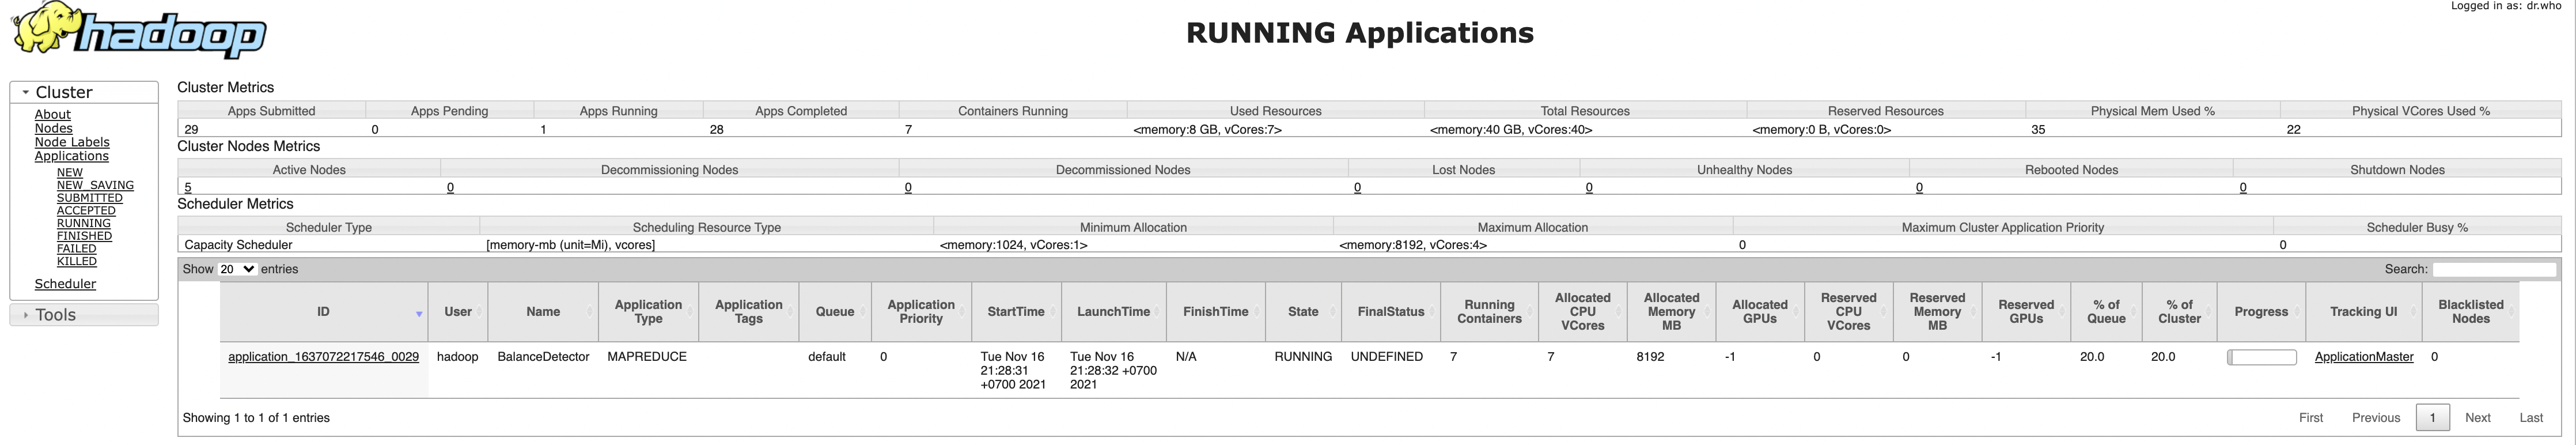 Logged in as: dr.who
hadoop
RUNNING Applications
Cluster
About
Nodes
Node Labels
Applications
NEW
NEW_SAVING
SUBMITTED
ACCEPTED
RUNNING
FINISHED
FAILED
KILLED
Scheduler
Tools
Cluster Metrics
Apps Submitted Apps Pending Apps Running Apps Completed Containers Running Used Resources Total Resources Reserved Resources Physical Mem Used % Physical VCores Used %
29 0 1 28 7 <memory:8 GB, vCores:7> <memory:40 GB, vCores:40> <memory:0 B, vCores:0> 35 22
Cluster Nodes Metrics
Active Nodes Decommissioning Nodes Decommissioned Nodes Lost Nodes Unhealthy Nodes Rebooted Nodes Shutdown Nodes
5 0 0 0 0 0 0
Scheduler Metrics
Scheduler Type Scheduling Resource Type Minimum Allocation Maximum Allocation Maximum Cluster Application Priority Scheduler Busy %
Capacity Scheduler [memory-mb (unit=Mi), vcores] <memory:1024, vCores:1> <memory:8192, vCores:4> 0 0
Show 20 entries Search:
ID User Name Application Type Application Tags Queue Application Priority StartTime LaunchTime FinishTime State FinalStatus Running Containers Allocated CPU VCores Allocated Memory MB Allocated GPUs Reserved CPU VCores Reserved Memory MB Reserved GPUs % of Queue % of Cluster Progress Tracking UI Blacklisted Nodes
application_1637072217546_0029 hadoop BalanceDetector MAPREDUCE default 0 Tue Nov 16 21:28:31 +0700 2021 Tue Nov 16 21:28:32 +0700 2021 N/A RUNNING UNDEFINED 7 7 8192 -1 0 0 -1 20.0 20.0 ApplicationMaster 0
Showing 1 to 1 of 1 entries First Previous 1 Next Last